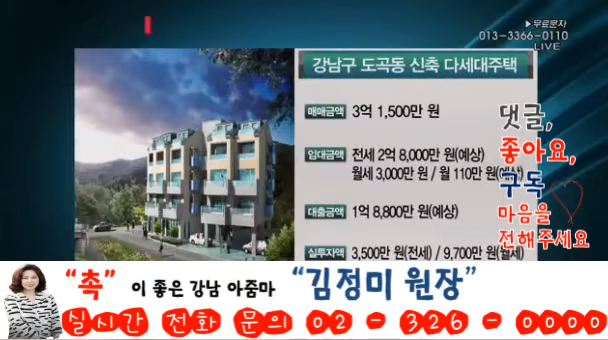 ▶무료문자
013-3366-0110
LIVE
강남구 도곡동 신축 다세대주택
매매금액 3억 1,500만 원
임대금액 전세 2억 8,000만 원(예상)
월세 3,000만 원 / 월 110만 원(예상)
대출금액 1억 8,800만 원(예상)
실투자액 3,500만 원(전세) / 9,700만 원(월세)
댓글,
좋아요,
구독
마음을
전해주세요
"촉" 이 좋은 강남 아줌마 "김정미 원장"
실시간 전화 문의 02 - 326 - 0000